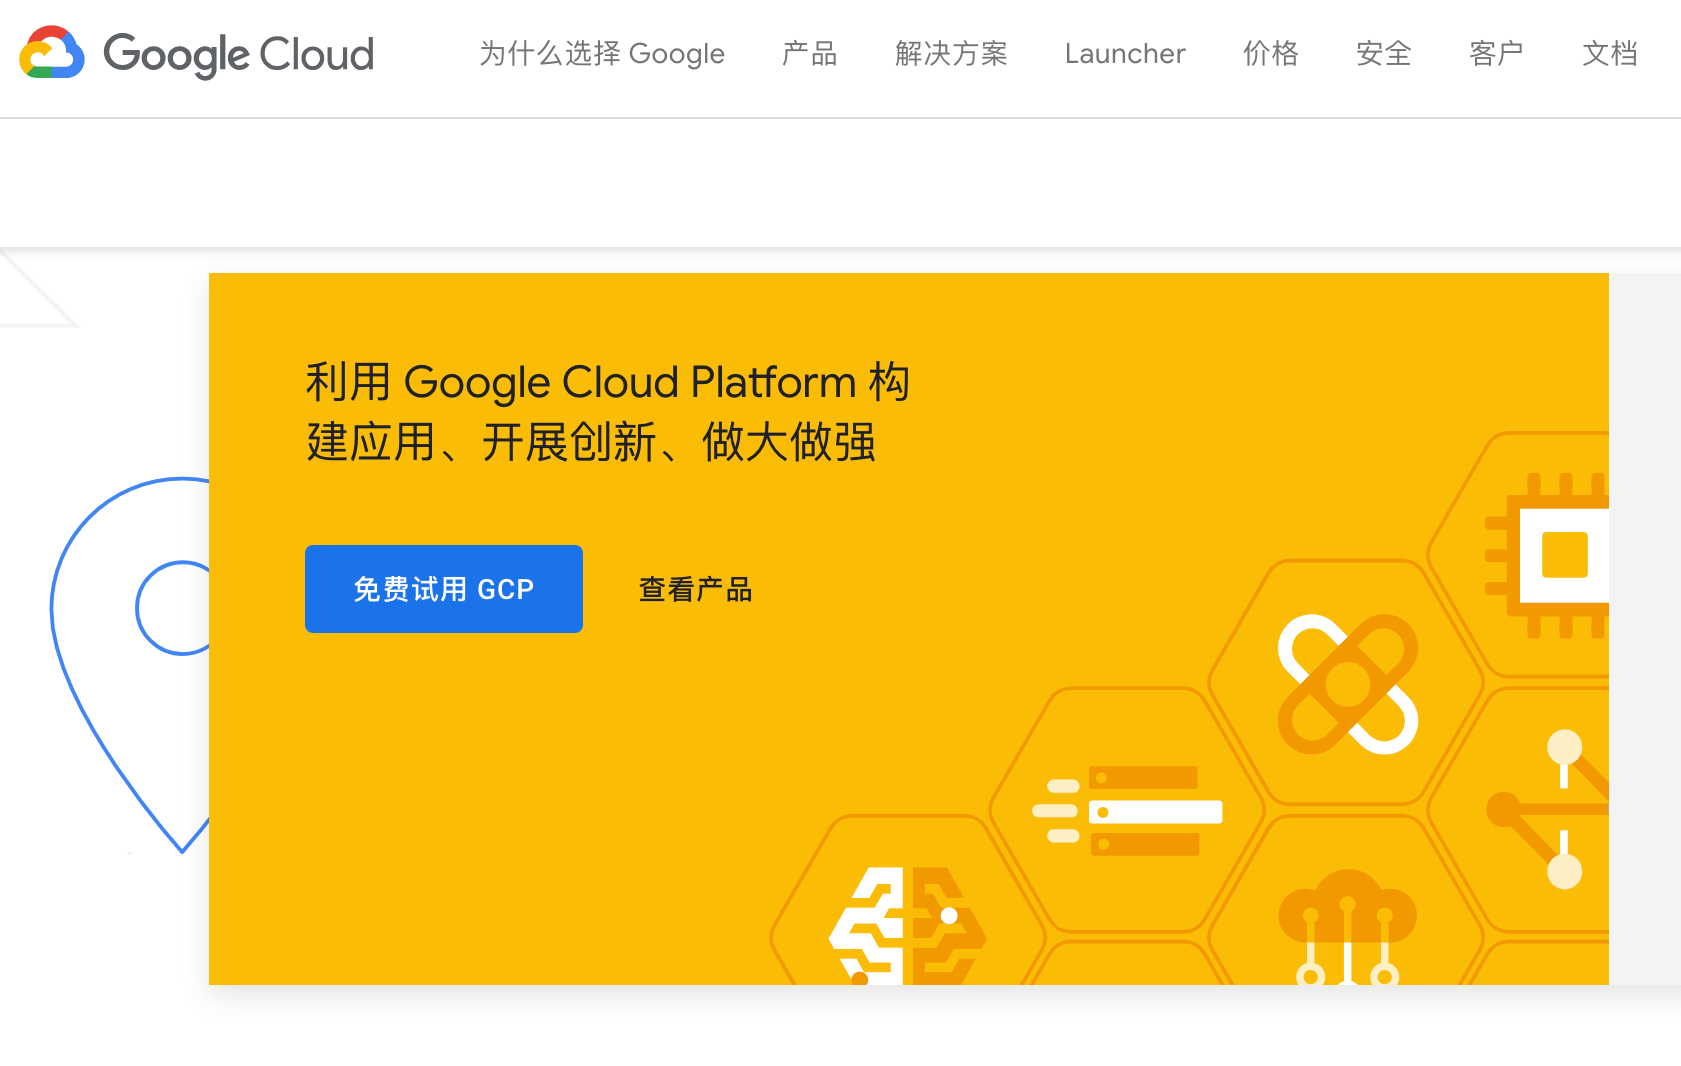 Google Cloud
为什么选择 Google 产品 解决方案 Launcher 价格 安全 客户 文档
利用 Google Cloud Platform 构
建应用、开展创新、做大做强
免费试用 GCP
查看产品